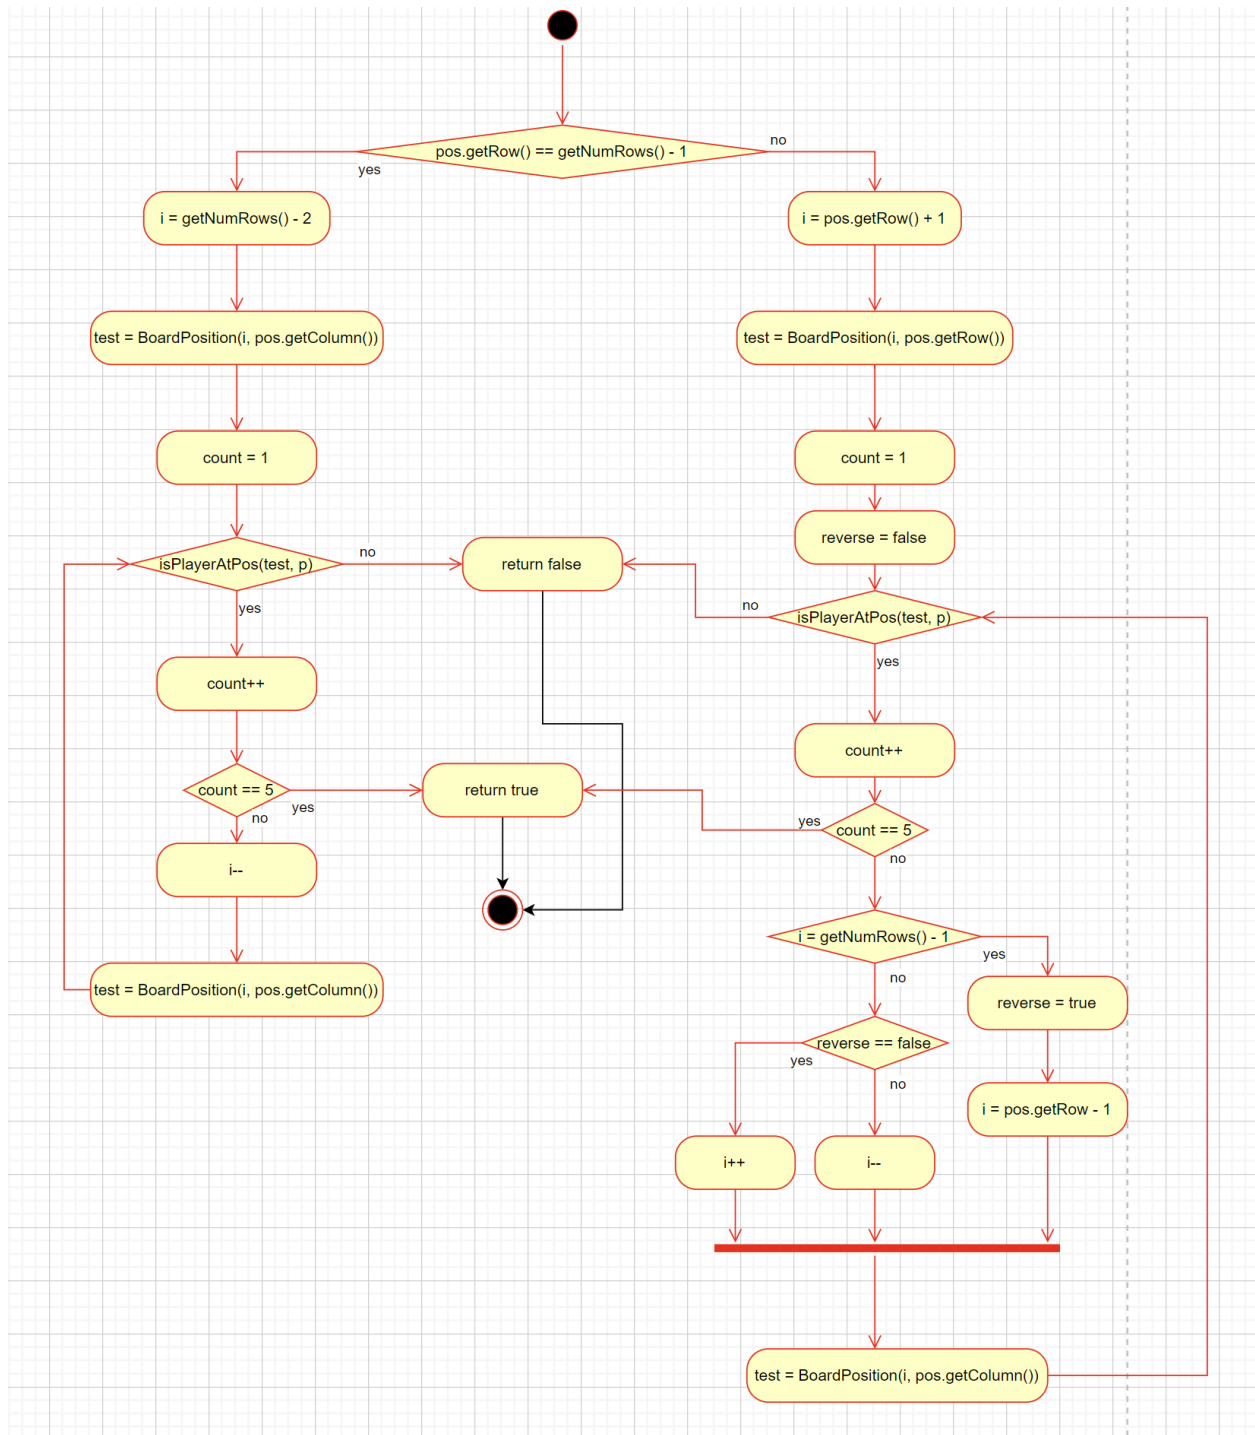 pos.getRow() == getNumRows() - 1
yes
no
i = getNumRows() - 2
i = pos.getRow() + 1
test = BoardPosition(i, pos.getColumn())
test = BoardPosition(i, pos.getRow())
count = 1
count = 1
reverse = false
isPlayerAtPos(test, p)
no
yes
return false
isPlayerAtPos(test, p)
no
yes
count++
count++
count == 5
yes
no
return true
count == 5
yes
no
i--
i = getNumRows() - 1
yes
no
test = BoardPosition(i, pos.getColumn())
reverse = true
reverse == false
yes
no
i = pos.getRow - 1
i++
i--
test = BoardPosition(i, pos.getColumn())